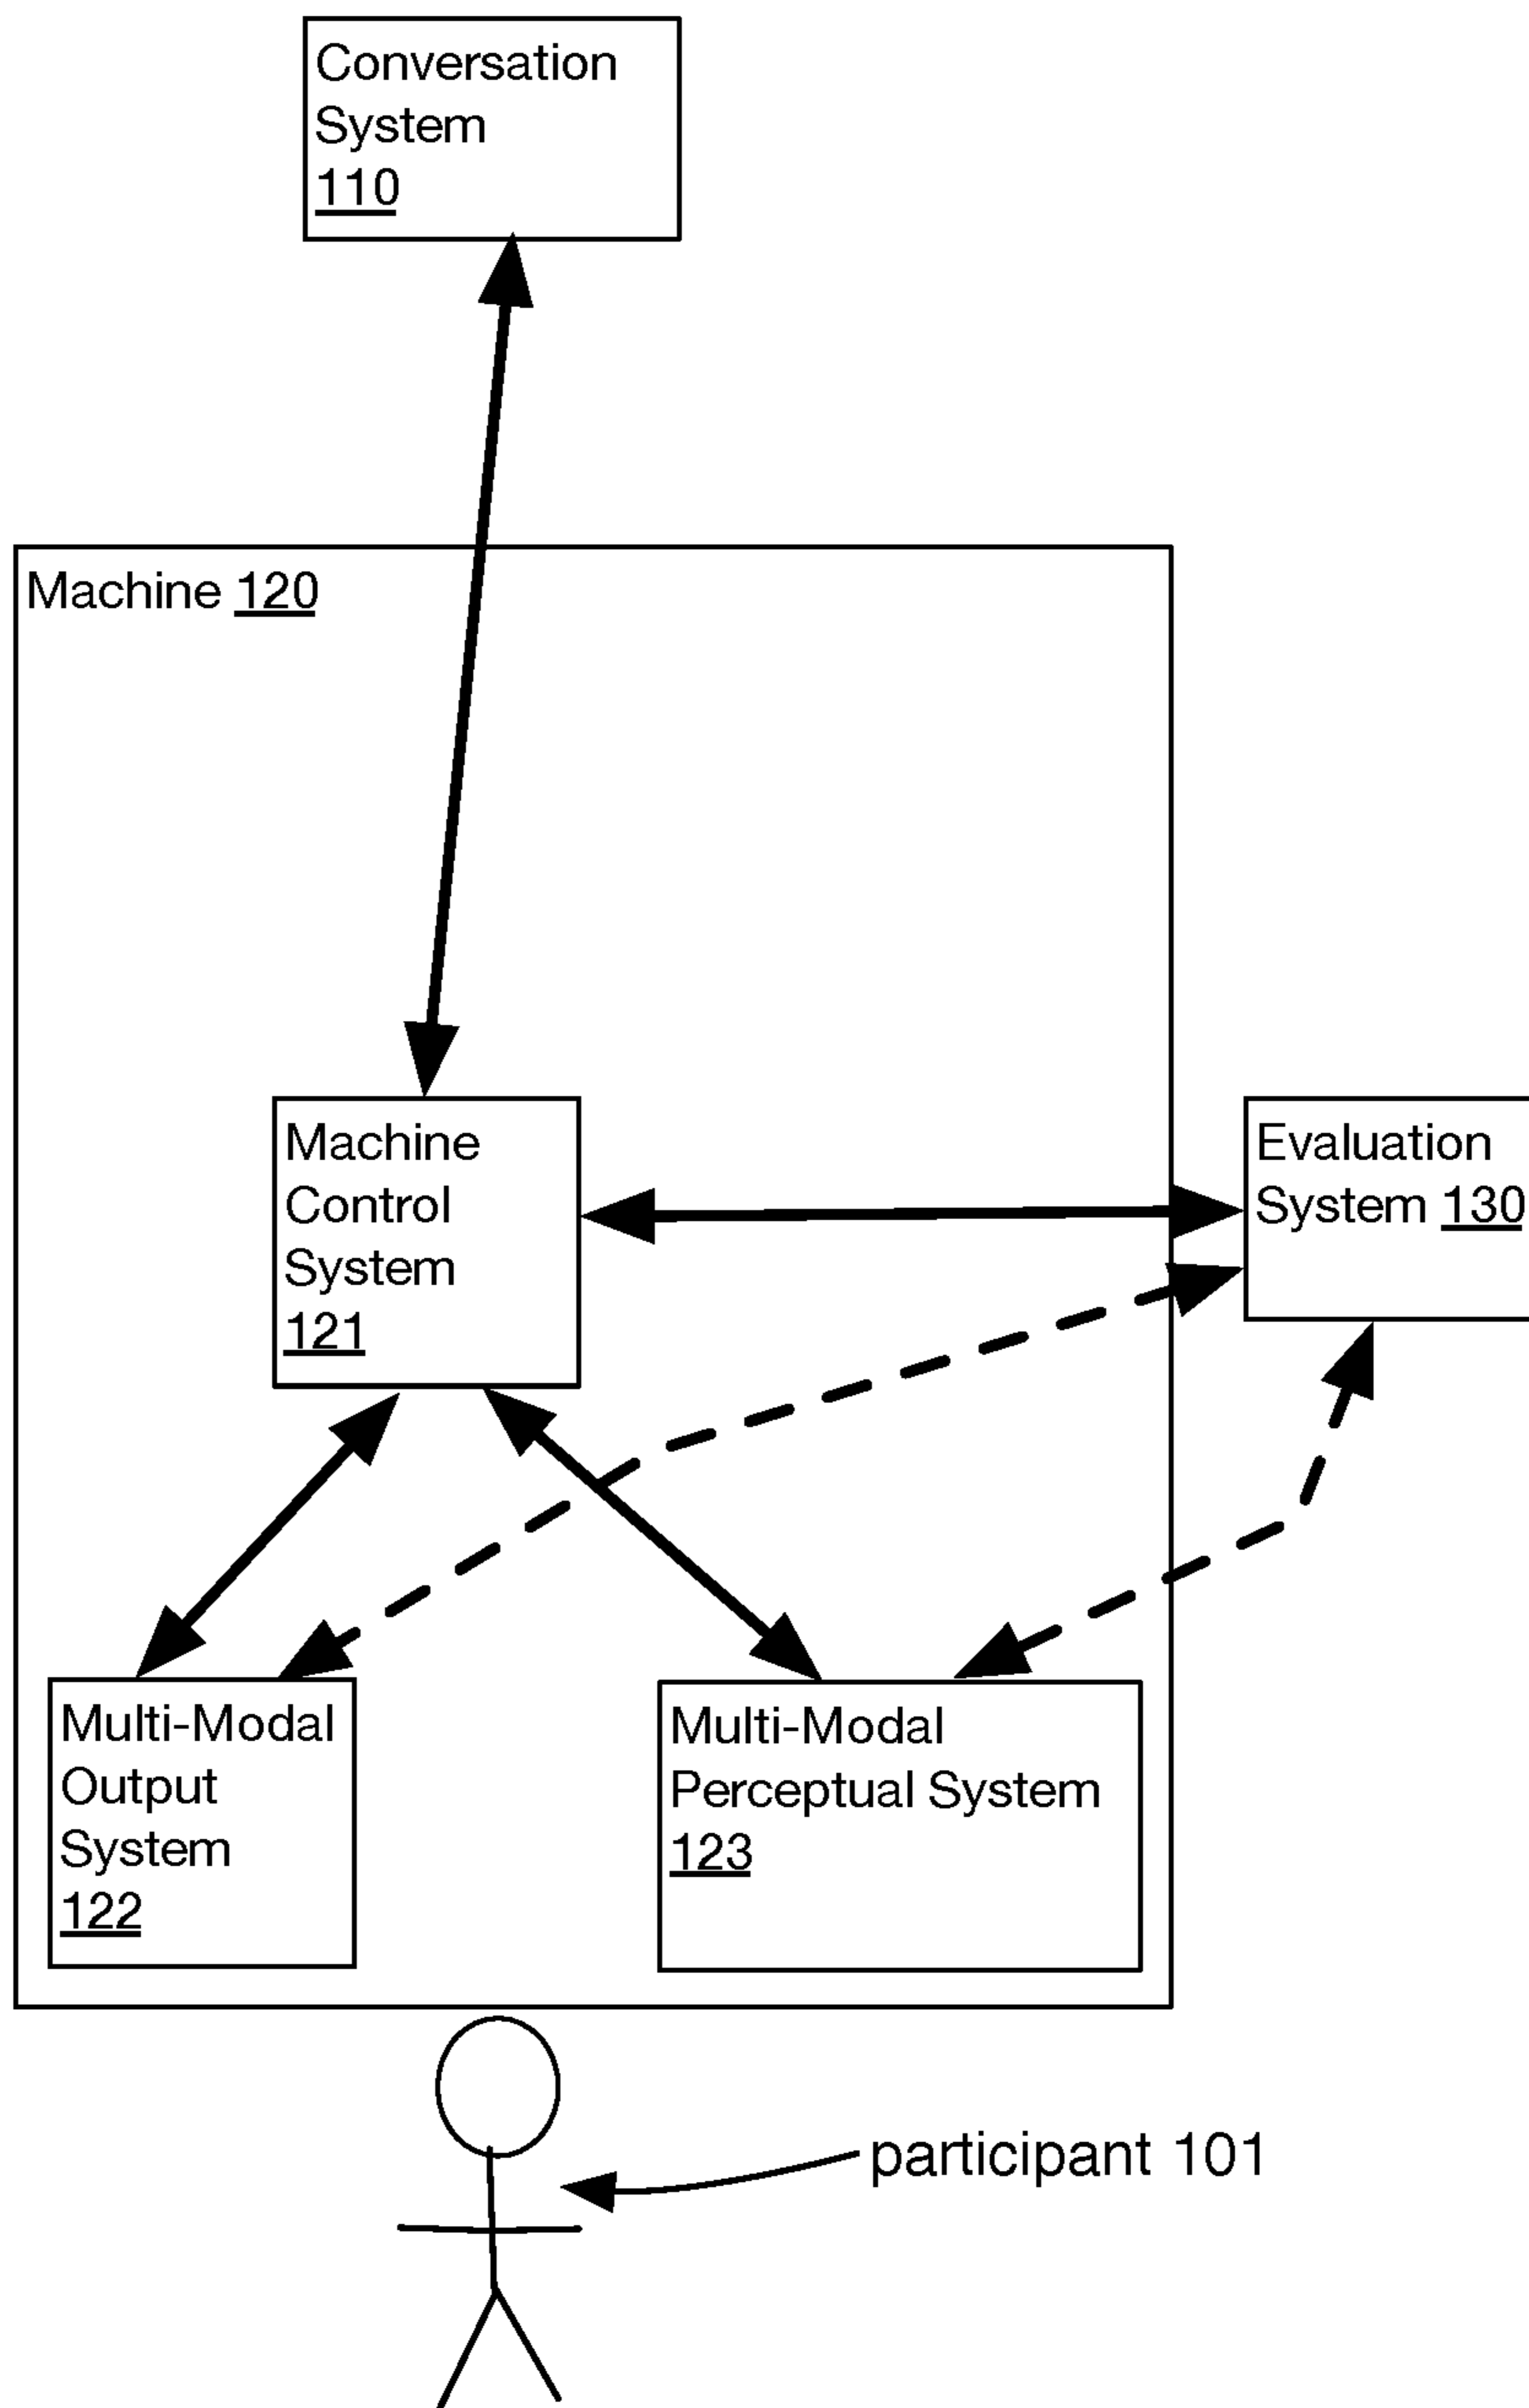 Conversation
System
110
Machine 120
Machine
Control
System
121
Evaluation
System 130
Multi-Modal
Output
System
122
Multi-Modal
Perceptual System
123
participant 101